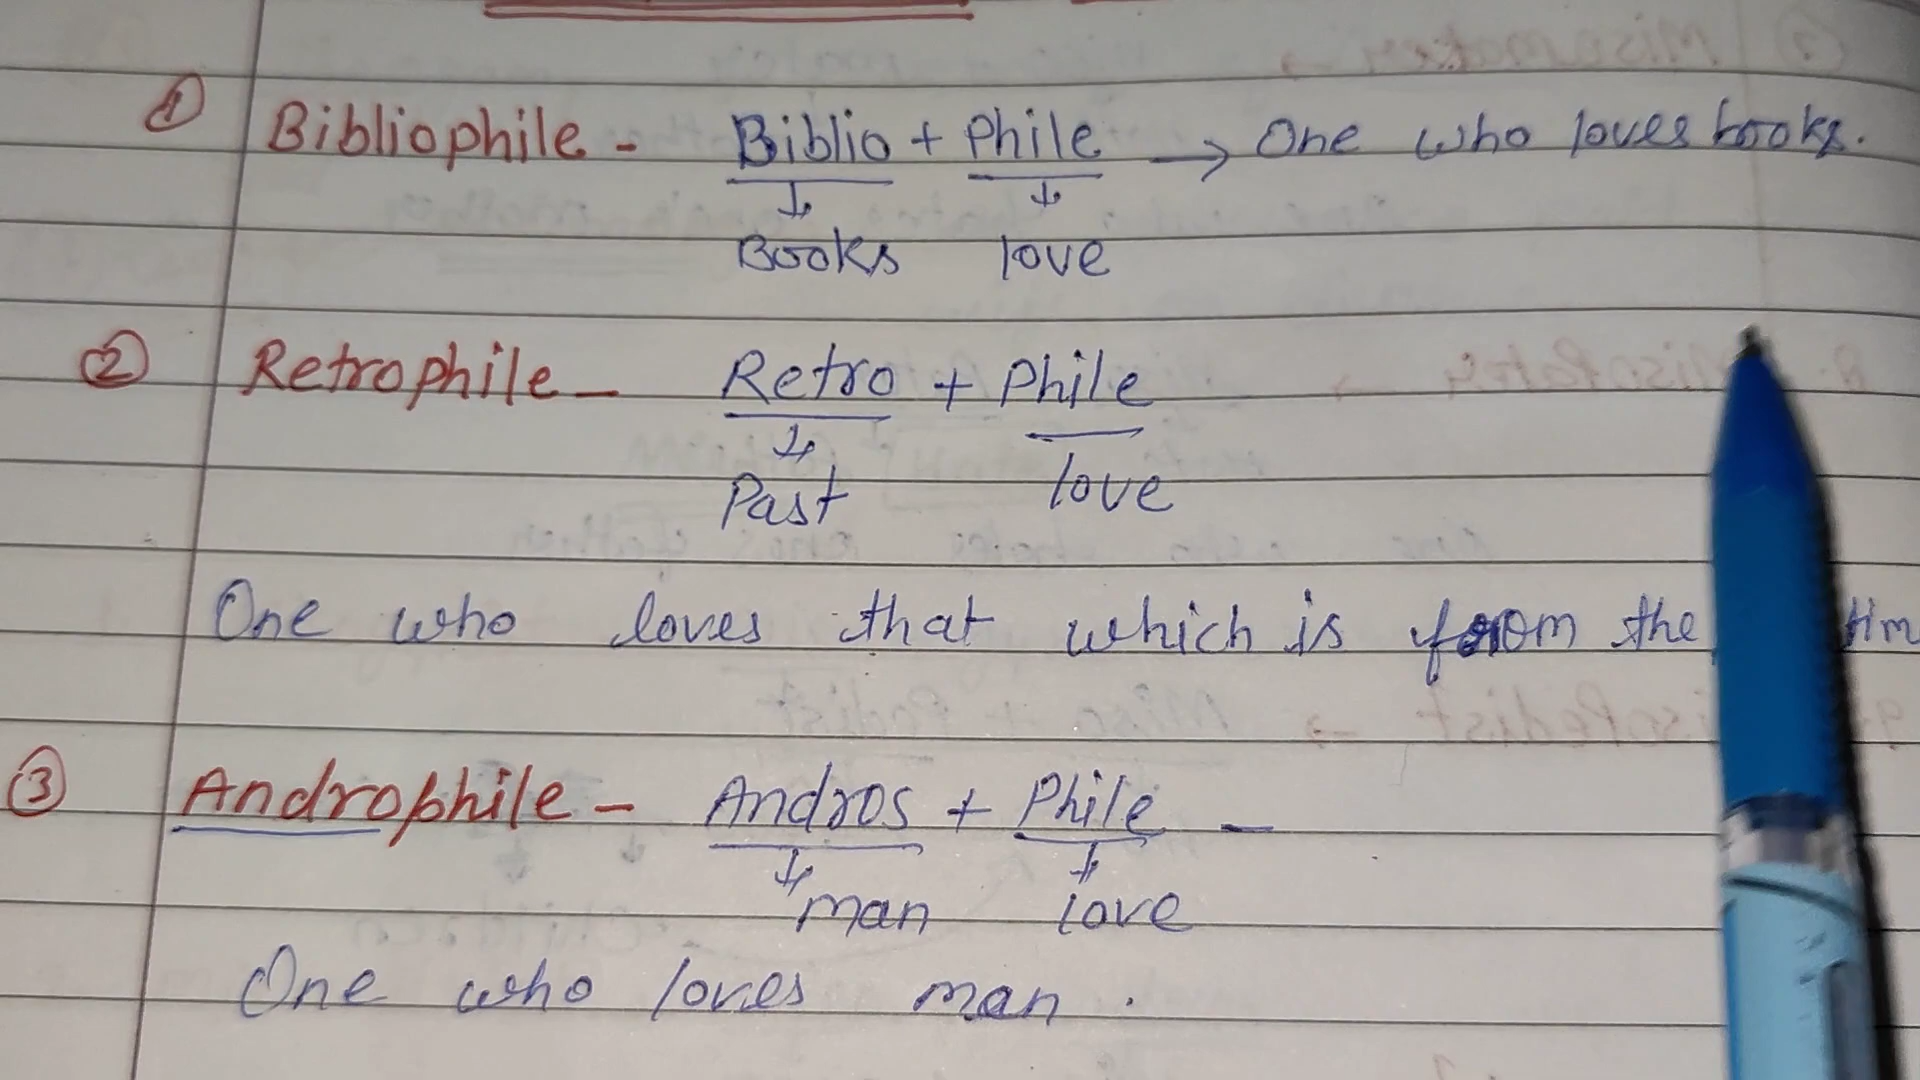 ① Bibliophile - Biblio + Phile → One who loves books.
↓ ↓
Books love
② Retrophile - Retro + Phile
↓
Past love
One who loves that which is from the
③ Androphile - Andros + Phile -
↓ ↓
man love
One who loves man .